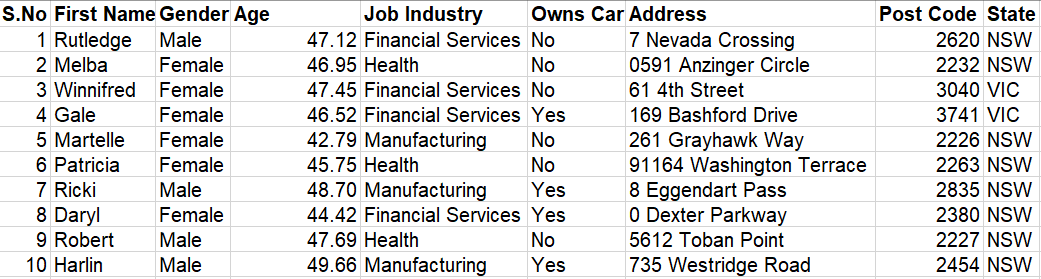 S.No First Name Gender Age Job Industry Owns Car Address Post Code State
1 Rutledge Male 47.12 Financial Services No 7 Nevada Crossing 2620 NSW
2 Melba Female 46.95 Health No 0591 Anzinger Circle 2232 NSW
3 Winnifred Female 47.45 Financial Services No 61 4th Street 3040 VIC
4 Gale Female 46.52 Financial Services Yes 169 Bashford Drive 3741 VIC
5 Martelle Female 42.79 Manufacturing No 261 Grayhawk Way 2226 NSW
6 Patricia Female 45.75 Health No 91164 Washington Terrace 2263 NSW
7 Ricki Male 48.70 Manufacturing Yes 8 Eggendart Pass 2835 NSW
8 Daryl Female 44.42 Financial Services Yes 0 Dexter Parkway 2380 NSW
9 Robert Male 47.69 Health No 5612 Toban Point 2227 NSW
10 Harlin Male 49.66 Manufacturing Yes 735 Westridge Road 2454 NSW